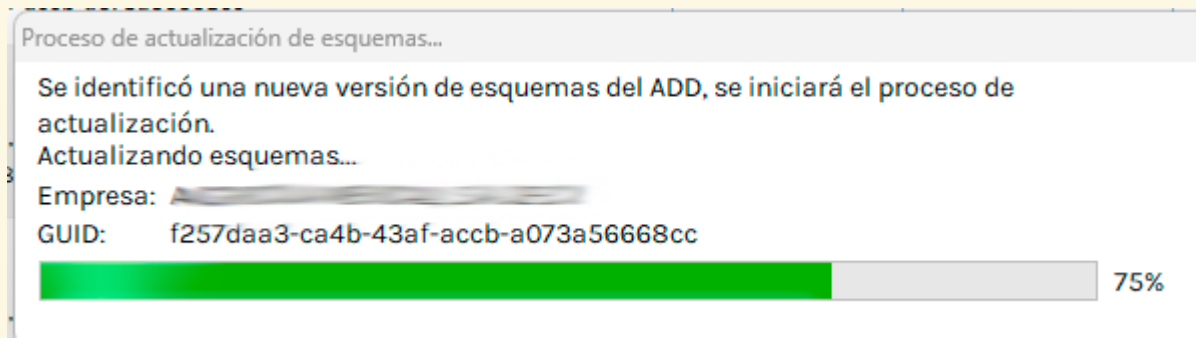 Proceso de actualización de esquemas...
Se identificó una nueva versión de esquemas del ADD, se iniciará el proceso de
actualización.
Actualizando esquemas...
Empresa:
GUID: f257daa3-ca4b-43af-accb-a073a56668cc
75%